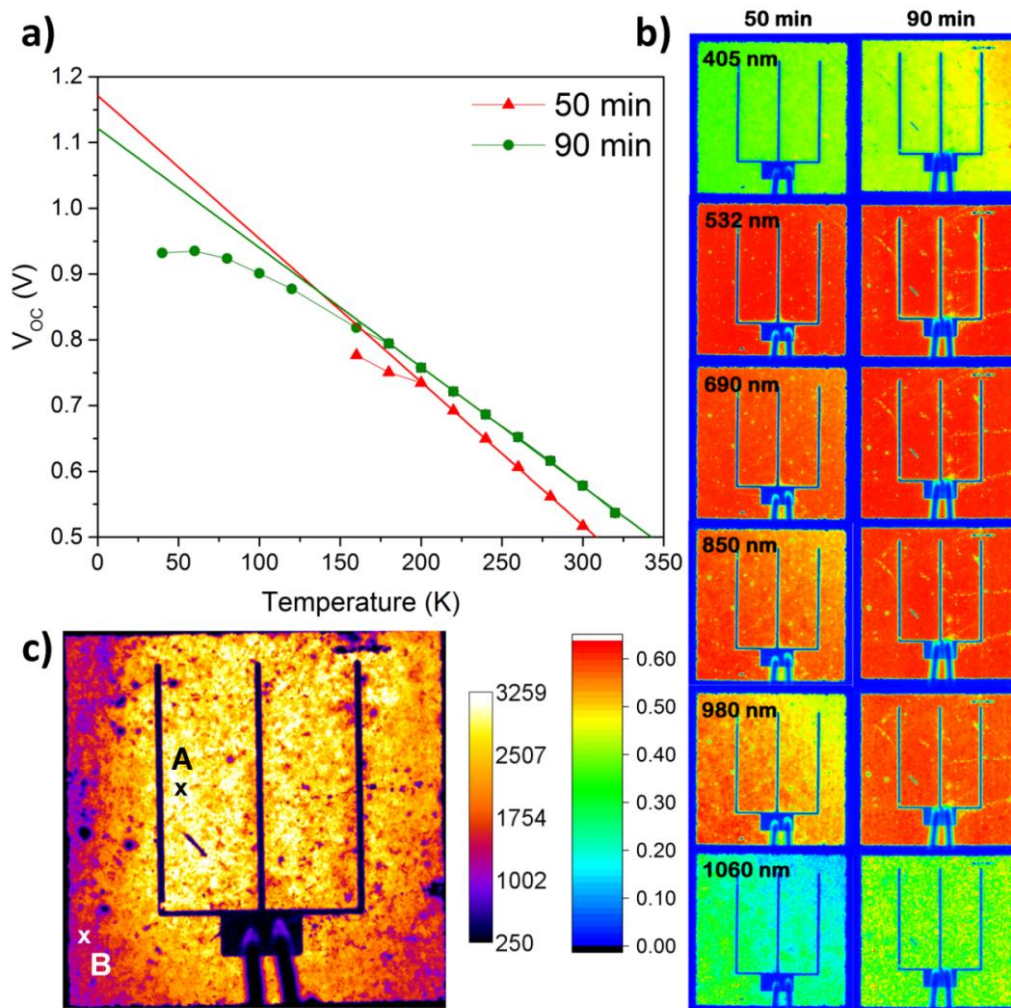 a)
1.2
1.1
1.0
0.9
0.8
0.7
0.6
0.5
V_OC (V)
50 min
90 min
0 50 100 150 200 250 300 350
Temperature (K)
b)
50 min 90 min
405 nm
532 nm
690 nm
850 nm
980 nm
1060 nm
c)
A
x
x
B
3259
2507
1754
1002
250
0.60
0.50
0.40
0.30
0.20
0.10
0.00